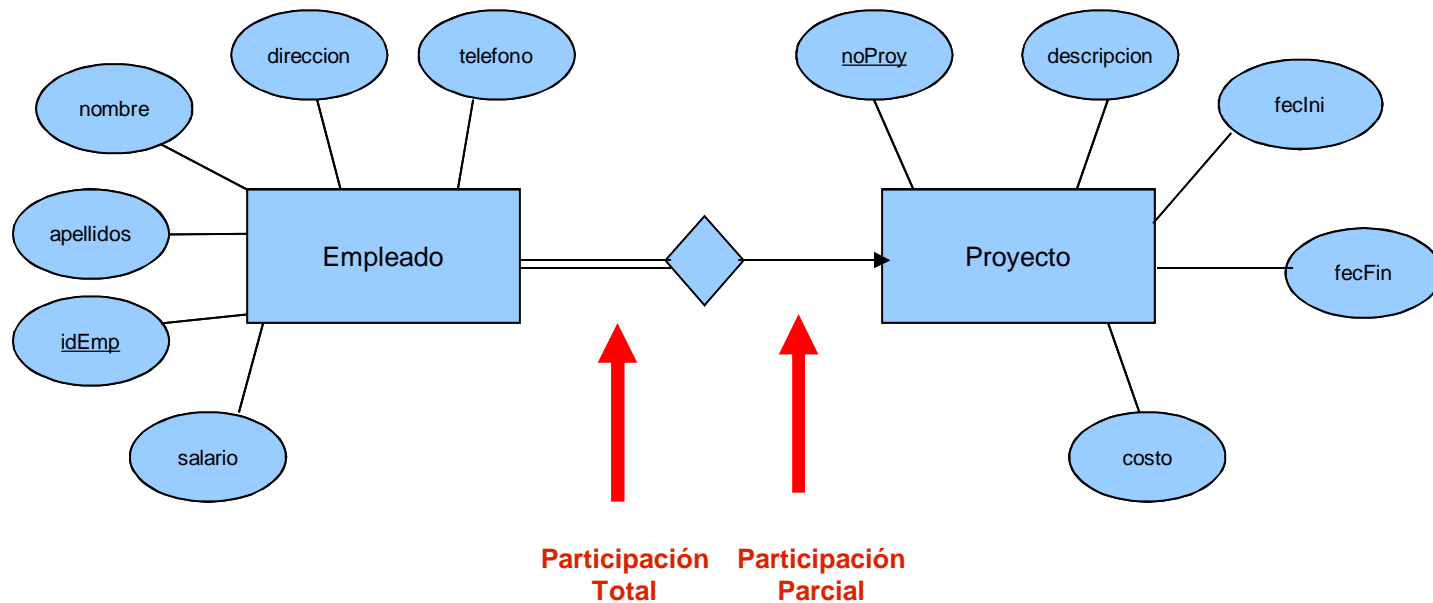 direccion
telefono
noProy
descripcion
nombre
fecIni
apellidos
Empleado
Proyecto
fecFin
idEmp
salario
costo
Participación
Total
Participación
Parcial